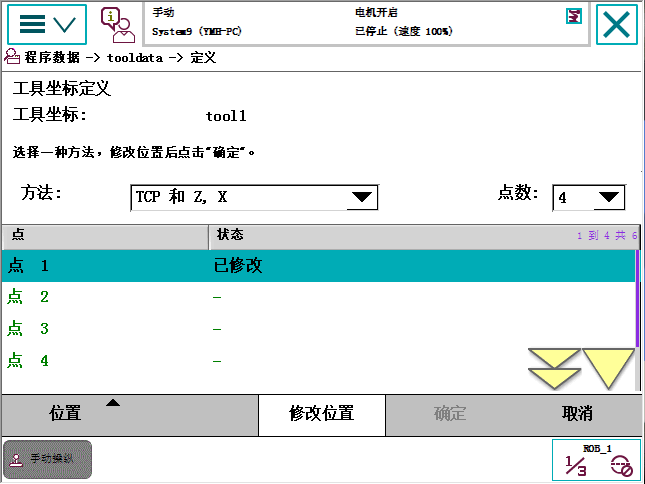 手动
System9 (YMH-PC)
电机开启
已停止 (速度 100%)
程序数据 -> tooldata -> 定义
工具坐标定义
工具坐标: tool1
选择一种方法，修改位置后点击“确定“。
方法: TCP 和 Z, X 点数: 4
点 状态 1 到 4 共 6
点 1 已修改
点 2 –
点 3 –
点 4 –
位置 修改位置 确定 取消
手动操纵
ROB_1
1/3